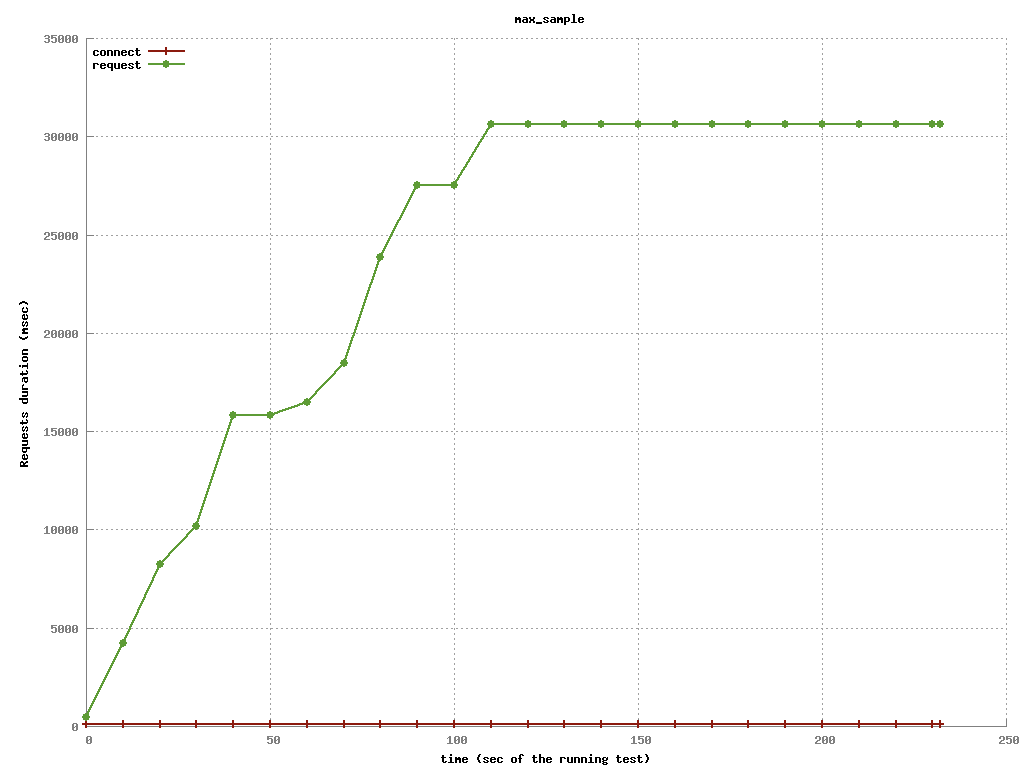 max_sample
35000
connect
request
30000
25000
20000
15000
10000
5000
0
Requests duration (msec)
0 50 100 150 200 250
time (sec of the running test)